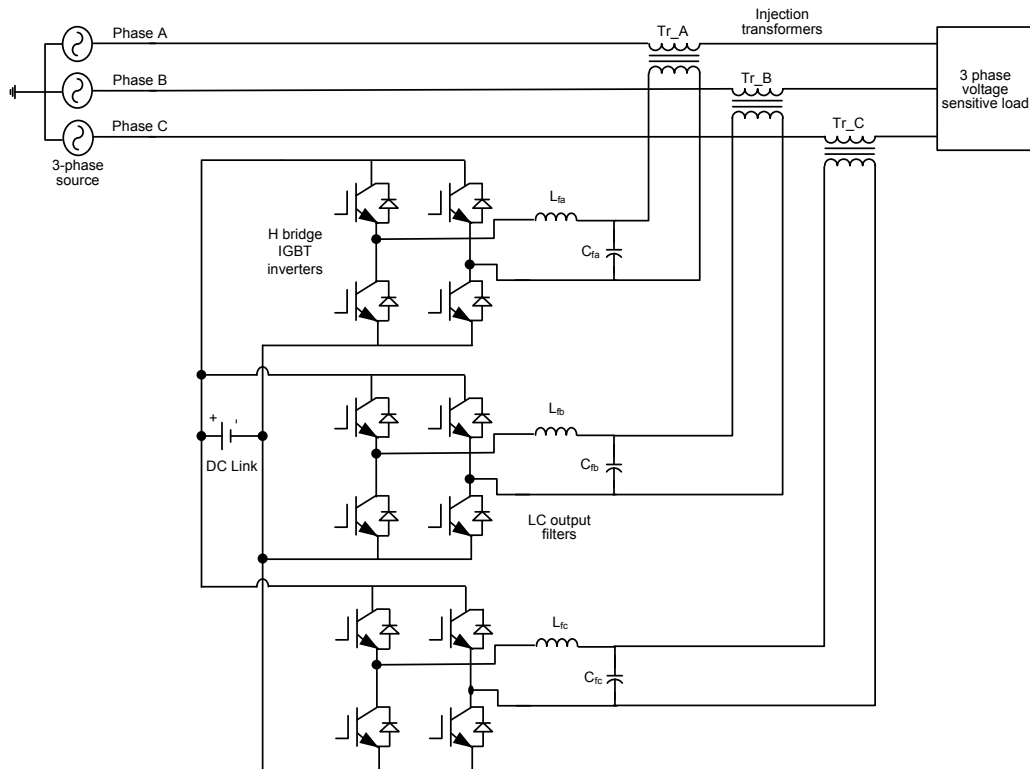 Injection
transformers
Tr_A
Phase A
Tr_B
Phase B
3 phase
voltage
sensitive load
Tr_C
Phase C
3-phase
source
Lfa
H bridge
IGBT
inverters
Cfa
Lfb
+
-
DC Link
Cfb
LC output
filters
Lfc
Cfc